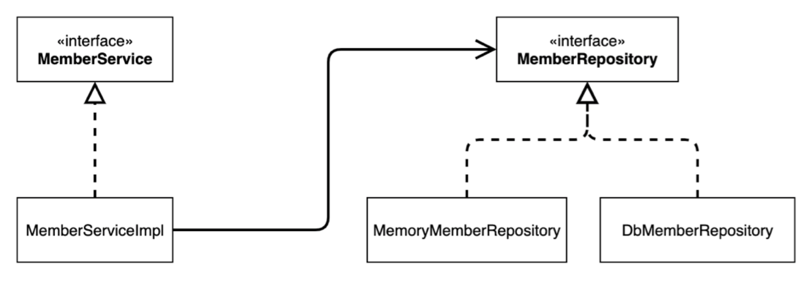 «interface»
MemberService
«interface»
MemberRepository
MemberServiceImpl
MemoryMemberRepository
DbMemberRepository